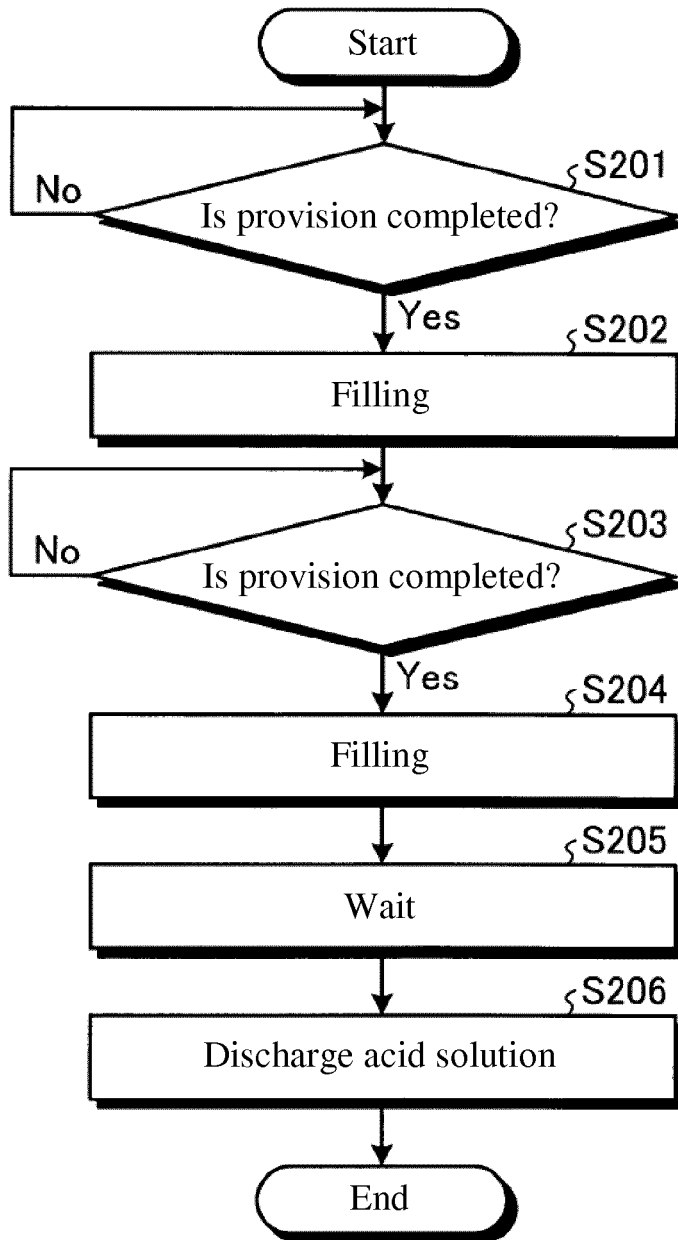 Start
S201
No
Is provision completed?
Yes
S202
Filling
S203
No
Is provision completed?
Yes
S204
Filling
S205
Wait
S206
Discharge acid solution
End